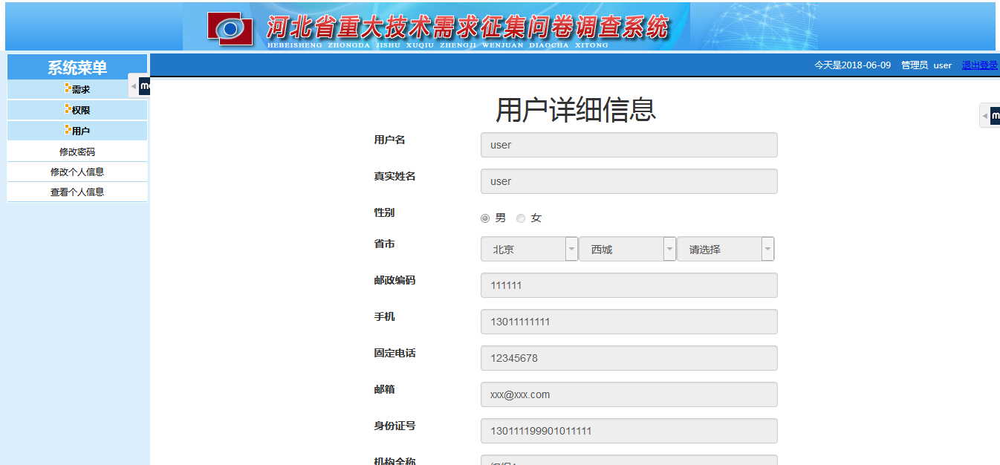 河北省重大技术需求征集问卷调查系统
HEBEISHENG ZHONGDA JISHU XUQIU ZHENGJI WENJUAN DIAOCHA XITONG
系统菜单
今天是2018-06-09 管理员 user 退出登录
需求
权限
用户
修改密码
修改个人信息
查看个人信息
用户详细信息
用户名 user
真实姓名 user
性别 男 女
省市 北京 西城 请选择
邮政编码 111111
手机 13011111111
固定电话 12345678
邮箱 xxx@xxx.com
身份证号 130111199901011111
机构全称